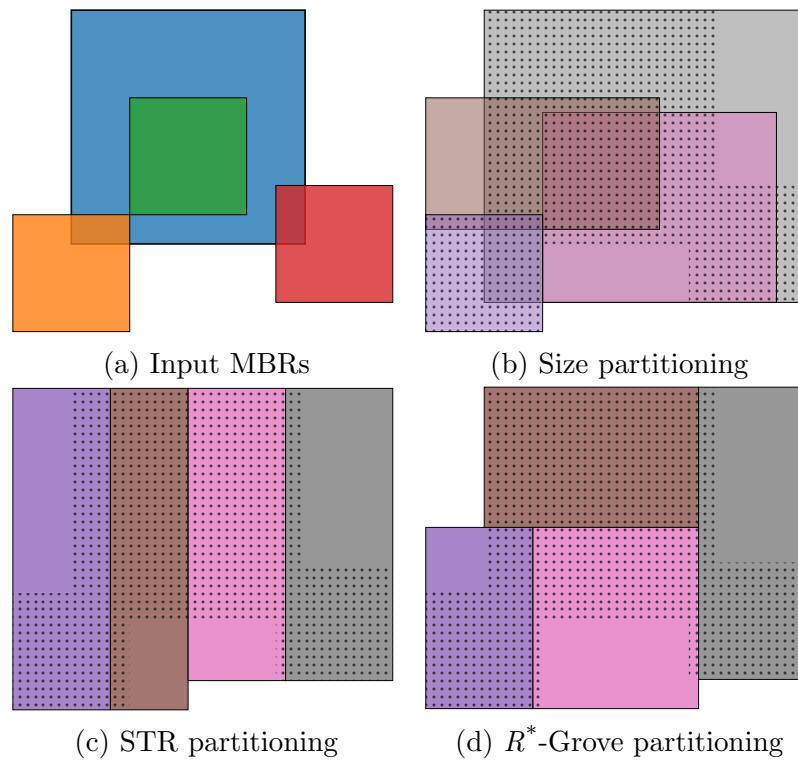 (a) Input MBRs
(b) Size partitioning
(c) STR partitioning
(d) R*-Grove partitioning